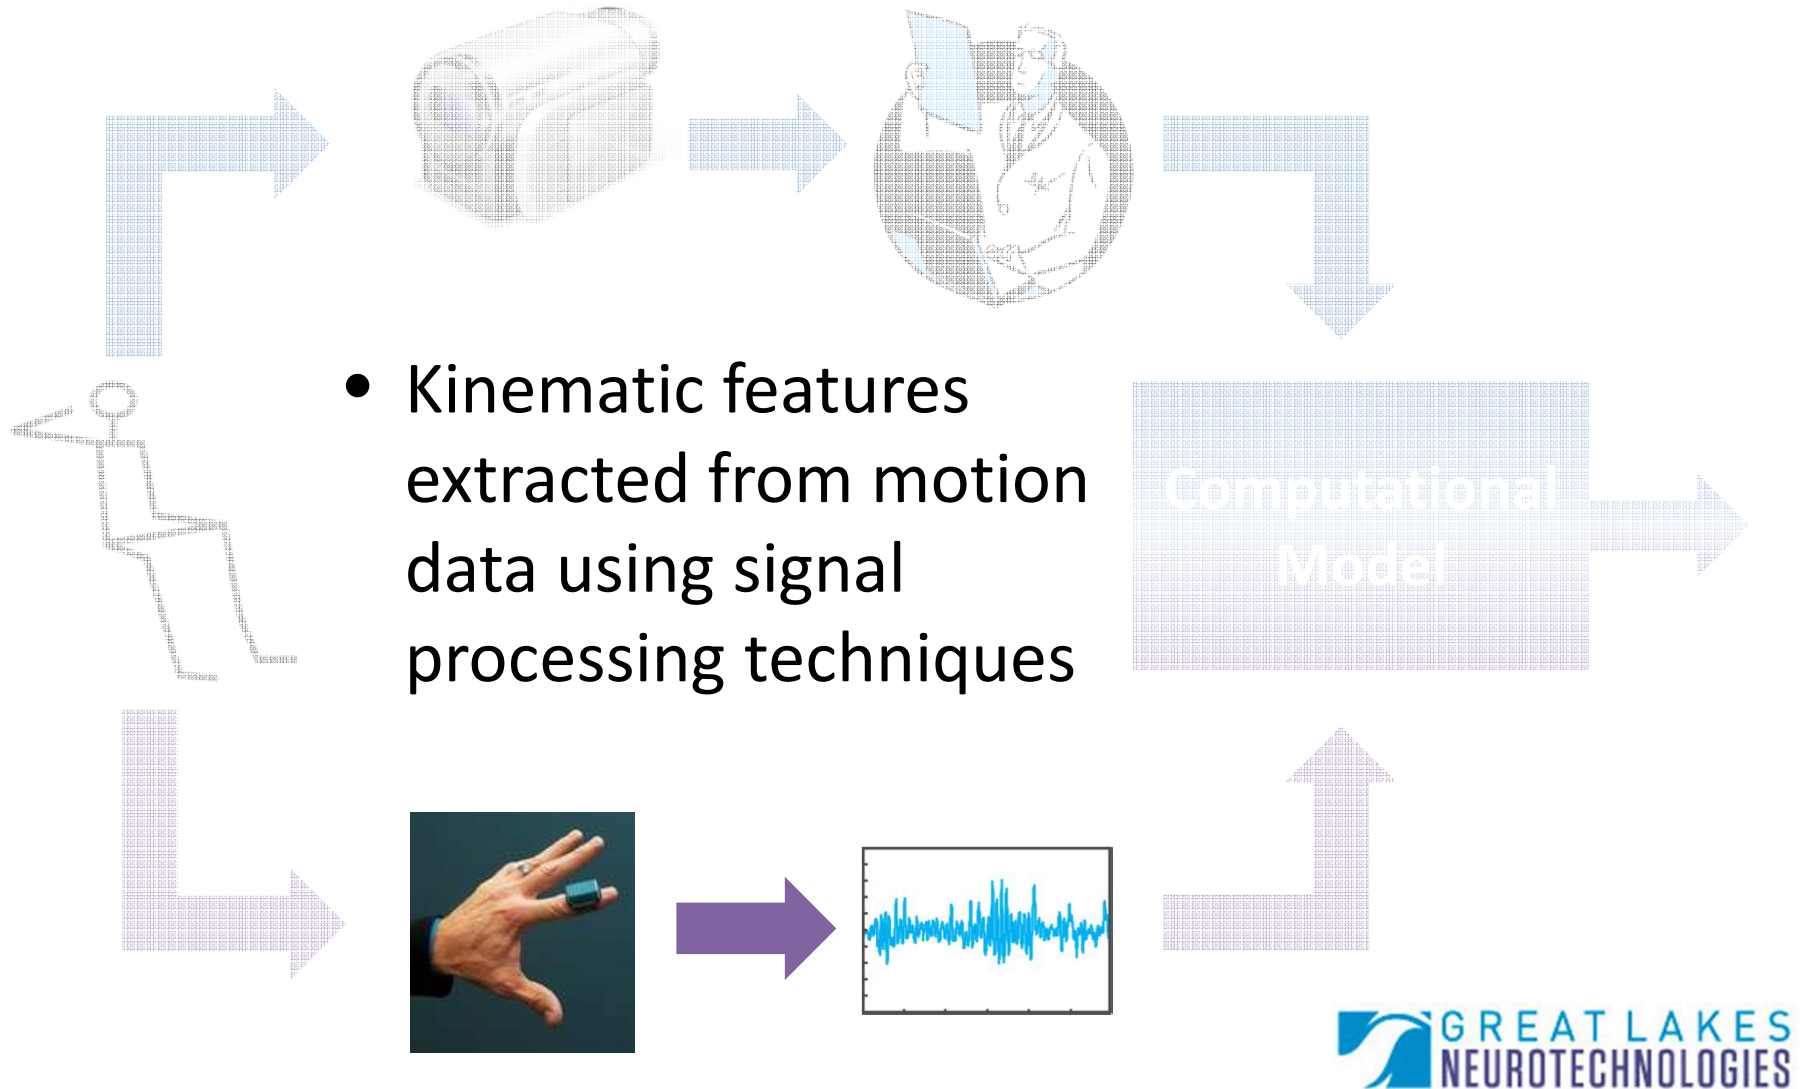 • Kinematic features
extracted from motion
data using signal
processing techniques
Computational
Model
GREAT LAKES
NEUROTECHNOLOGIES